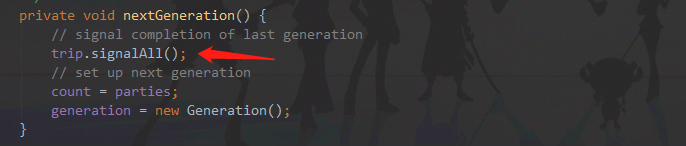 private void nextGeneration() {
// signal completion of last generation
trip.signalAll();
// set up next generation
count = parties;
generation = new Generation();
}